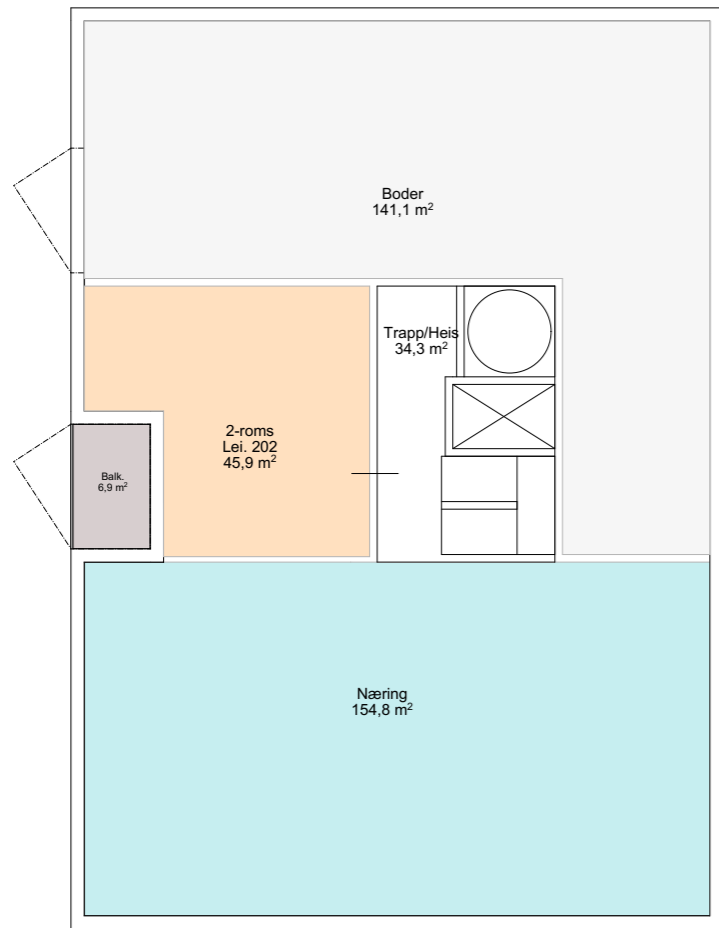 Boder
141,1 m²
Trapp/Heis
34,3 m²
2-roms
Lei. 202
45,9 m²
Balk.
6,9 m²
Næring
154,8 m²